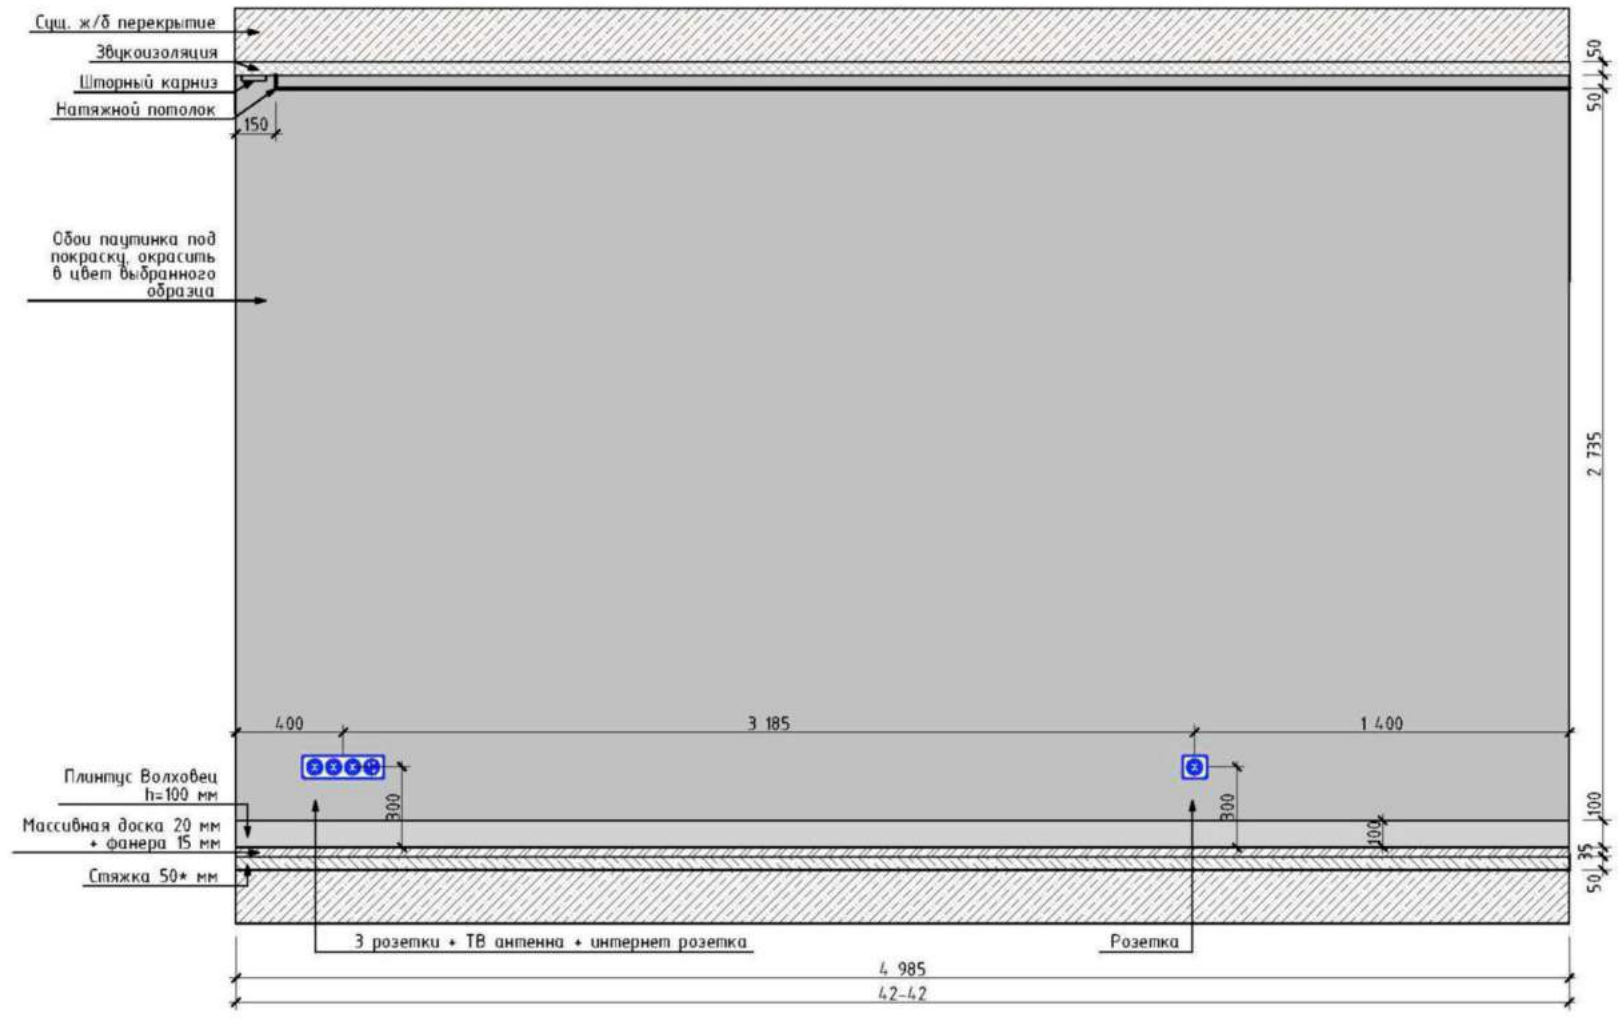 Сущ. ж/б перекрытие
Звукоизоляция
Шторный карниз
Натяжной потолок
150
50
50
Обои паутинка под
покраску, окрасить
в цвет выбранного
образца
2 735
400
3 185
1 400
Плинтус Волховец
h=100 мм
300
300
100
100
Массивная доска 20 мм
+ фанера 15 мм
35
Стяжка 50* мм
50
3 розетки + ТВ антенна + интернет розетка
Розетка
4 985
42-42